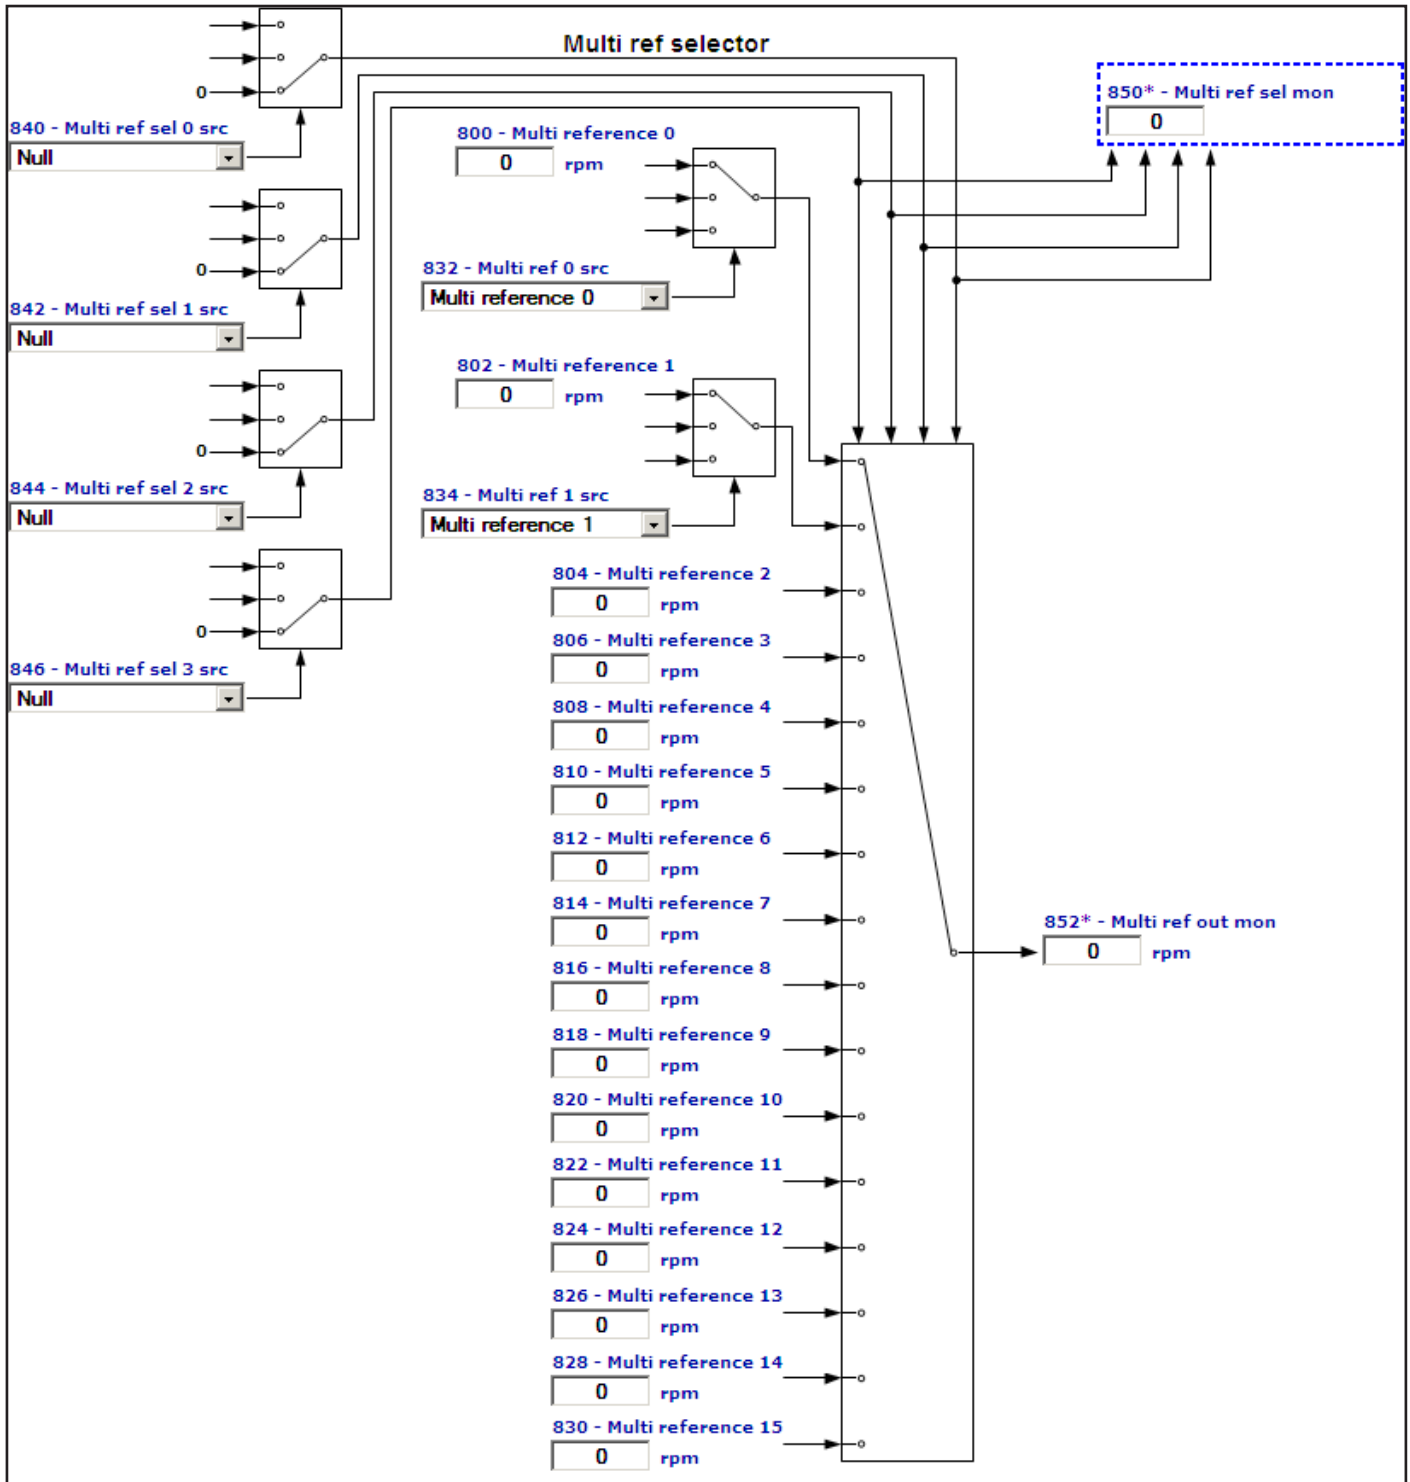 Multi ref selector
0
840 - Multi ref sel 0 src
Null
0
842 - Multi ref sel 1 src
Null
0
844 - Multi ref sel 2 src
Null
0
846 - Multi ref sel 3 src
Null
800 - Multi reference 0
0 rpm
832 - Multi ref 0 src
Multi reference 0
802 - Multi reference 1
0 rpm
834 - Multi ref 1 src
Multi reference 1
804 - Multi reference 2
0 rpm
806 - Multi reference 3
0 rpm
808 - Multi reference 4
0 rpm
810 - Multi reference 5
0 rpm
812 - Multi reference 6
0 rpm
814 - Multi reference 7
0 rpm
816 - Multi reference 8
0 rpm
818 - Multi reference 9
0 rpm
820 - Multi reference 10
0 rpm
822 - Multi reference 11
0 rpm
824 - Multi reference 12
0 rpm
826 - Multi reference 13
0 rpm
828 - Multi reference 14
0 rpm
830 - Multi reference 15
0 rpm
850* - Multi ref sel mon
0
852* - Multi ref out mon
0 rpm